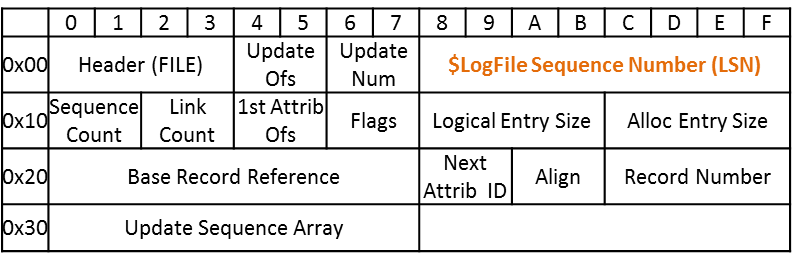 0 1 2 3 4 5 6 7 8 9 A B C D E F
0x00 Header (FILE) Update Ofs Update Num $LogFile Sequence Number (LSN)
0x10 Sequence Count Link Count 1st Attrib Ofs Flags Logical Entry Size Alloc Entry Size
0x20 Base Record Reference Next Attrib ID Align Record Number
0x30 Update Sequence Array